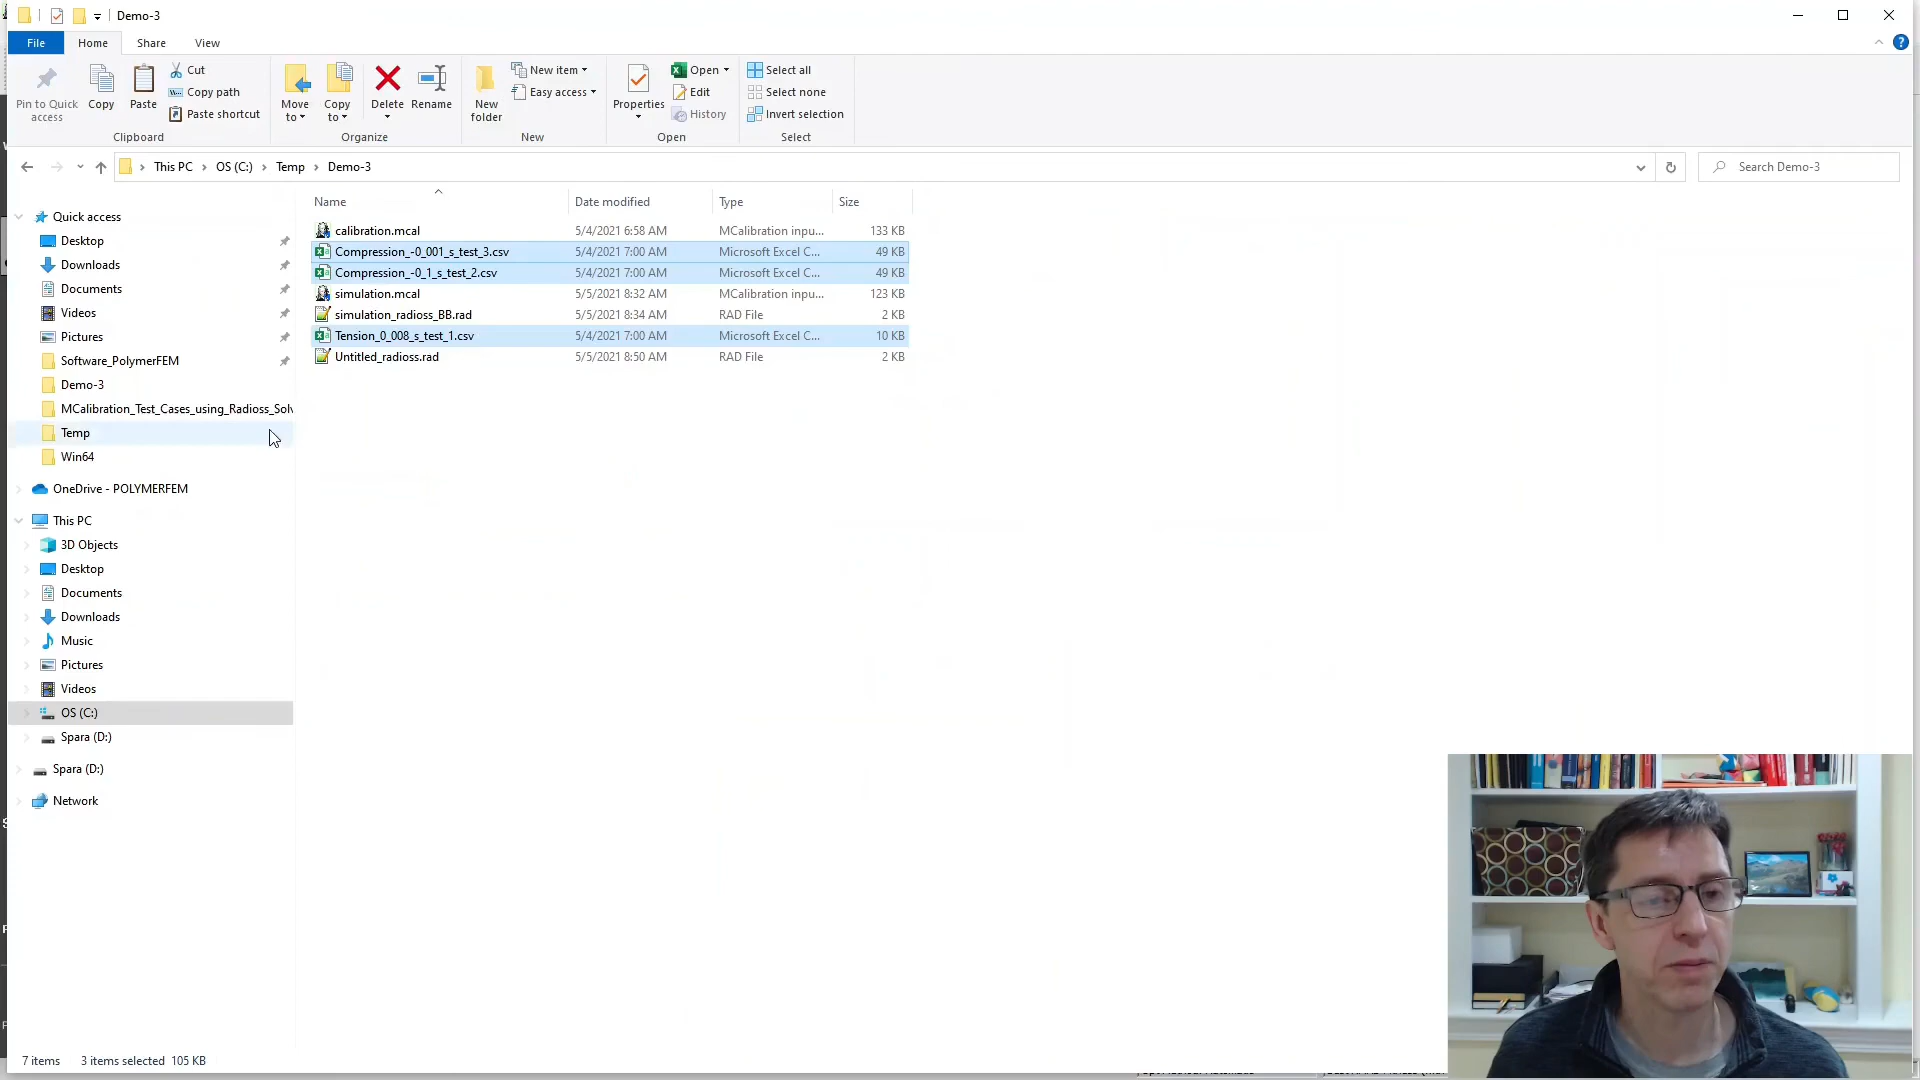 Demo-3
File Home Share View
Pin to Quick access
Copy
Paste
Cut
Copy path
Paste shortcut
Clipboard
Move to
Copy to
Delete
Rename
Organize
New folder
New item
Easy access
New
Properties
Open
Edit
History
Open
Select all
Select none
Invert selection
Select
This PC > OS (C:) > Temp > Demo-3
Search Demo-3
Name Date modified Type Size
calibration.mcal 5/4/2021 6:58 AM MCalibration inpu... 133 KB
Compression_-0_001_s_test_3.csv 5/4/2021 7:00 AM Microsoft Excel C... 49 KB
Compression_-0_1_s_test_2.csv 5/4/2021 7:00 AM Microsoft Excel C... 49 KB
simulation.mcal 5/5/2021 8:32 AM MCalibration inpu... 123 KB
simulation_radioss_BB.rad 5/5/2021 8:34 AM RAD File 2 KB
Tension_0_008_s_test_1.csv 5/4/2021 7:00 AM Microsoft Excel C... 10 KB
Untitled_radioss.rad 5/5/2021 8:50 AM RAD File 2 KB
Quick access
Desktop
Downloads
Documents
Videos
Pictures
Software_PolymerFEM
Demo-3
MCalibration_Test_Cases_using_Radioss_Solv
Temp
Win64
OneDrive - POLYMERFEM
This PC
3D Objects
Desktop
Documents
Downloads
Music
Pictures
Videos
OS (C:)
Spara (D:)
Spara (D:)
Network
7 items 3 items selected 105 KB